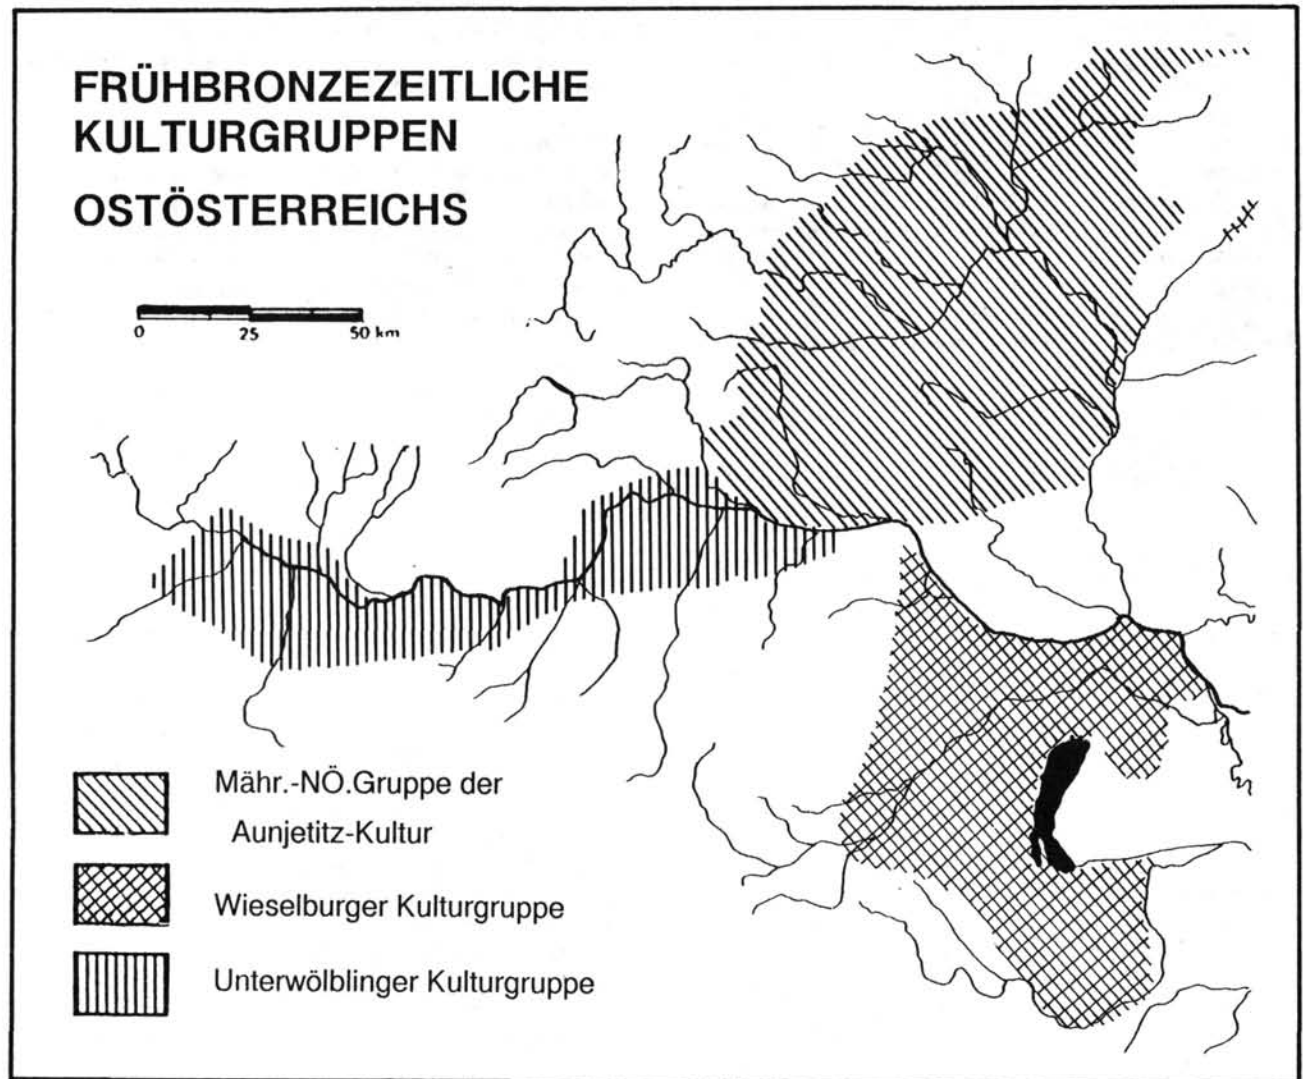 FRÜHBRONZEZEITLICHE
KULTURGRUPPEN
OSTÖSTERREICHS
0 25 50 km
Mähr.-NÖ.Gruppe der
Aunjetitz-Kultur
Wieselburger Kulturgruppe
Unterwölblinger Kulturgruppe